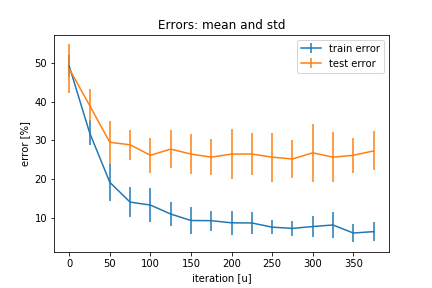 Errors: mean and std
train error
test error
error [%]
50
40
30
20
10
0
50
100
150
200
250
300
350
iteration [u]